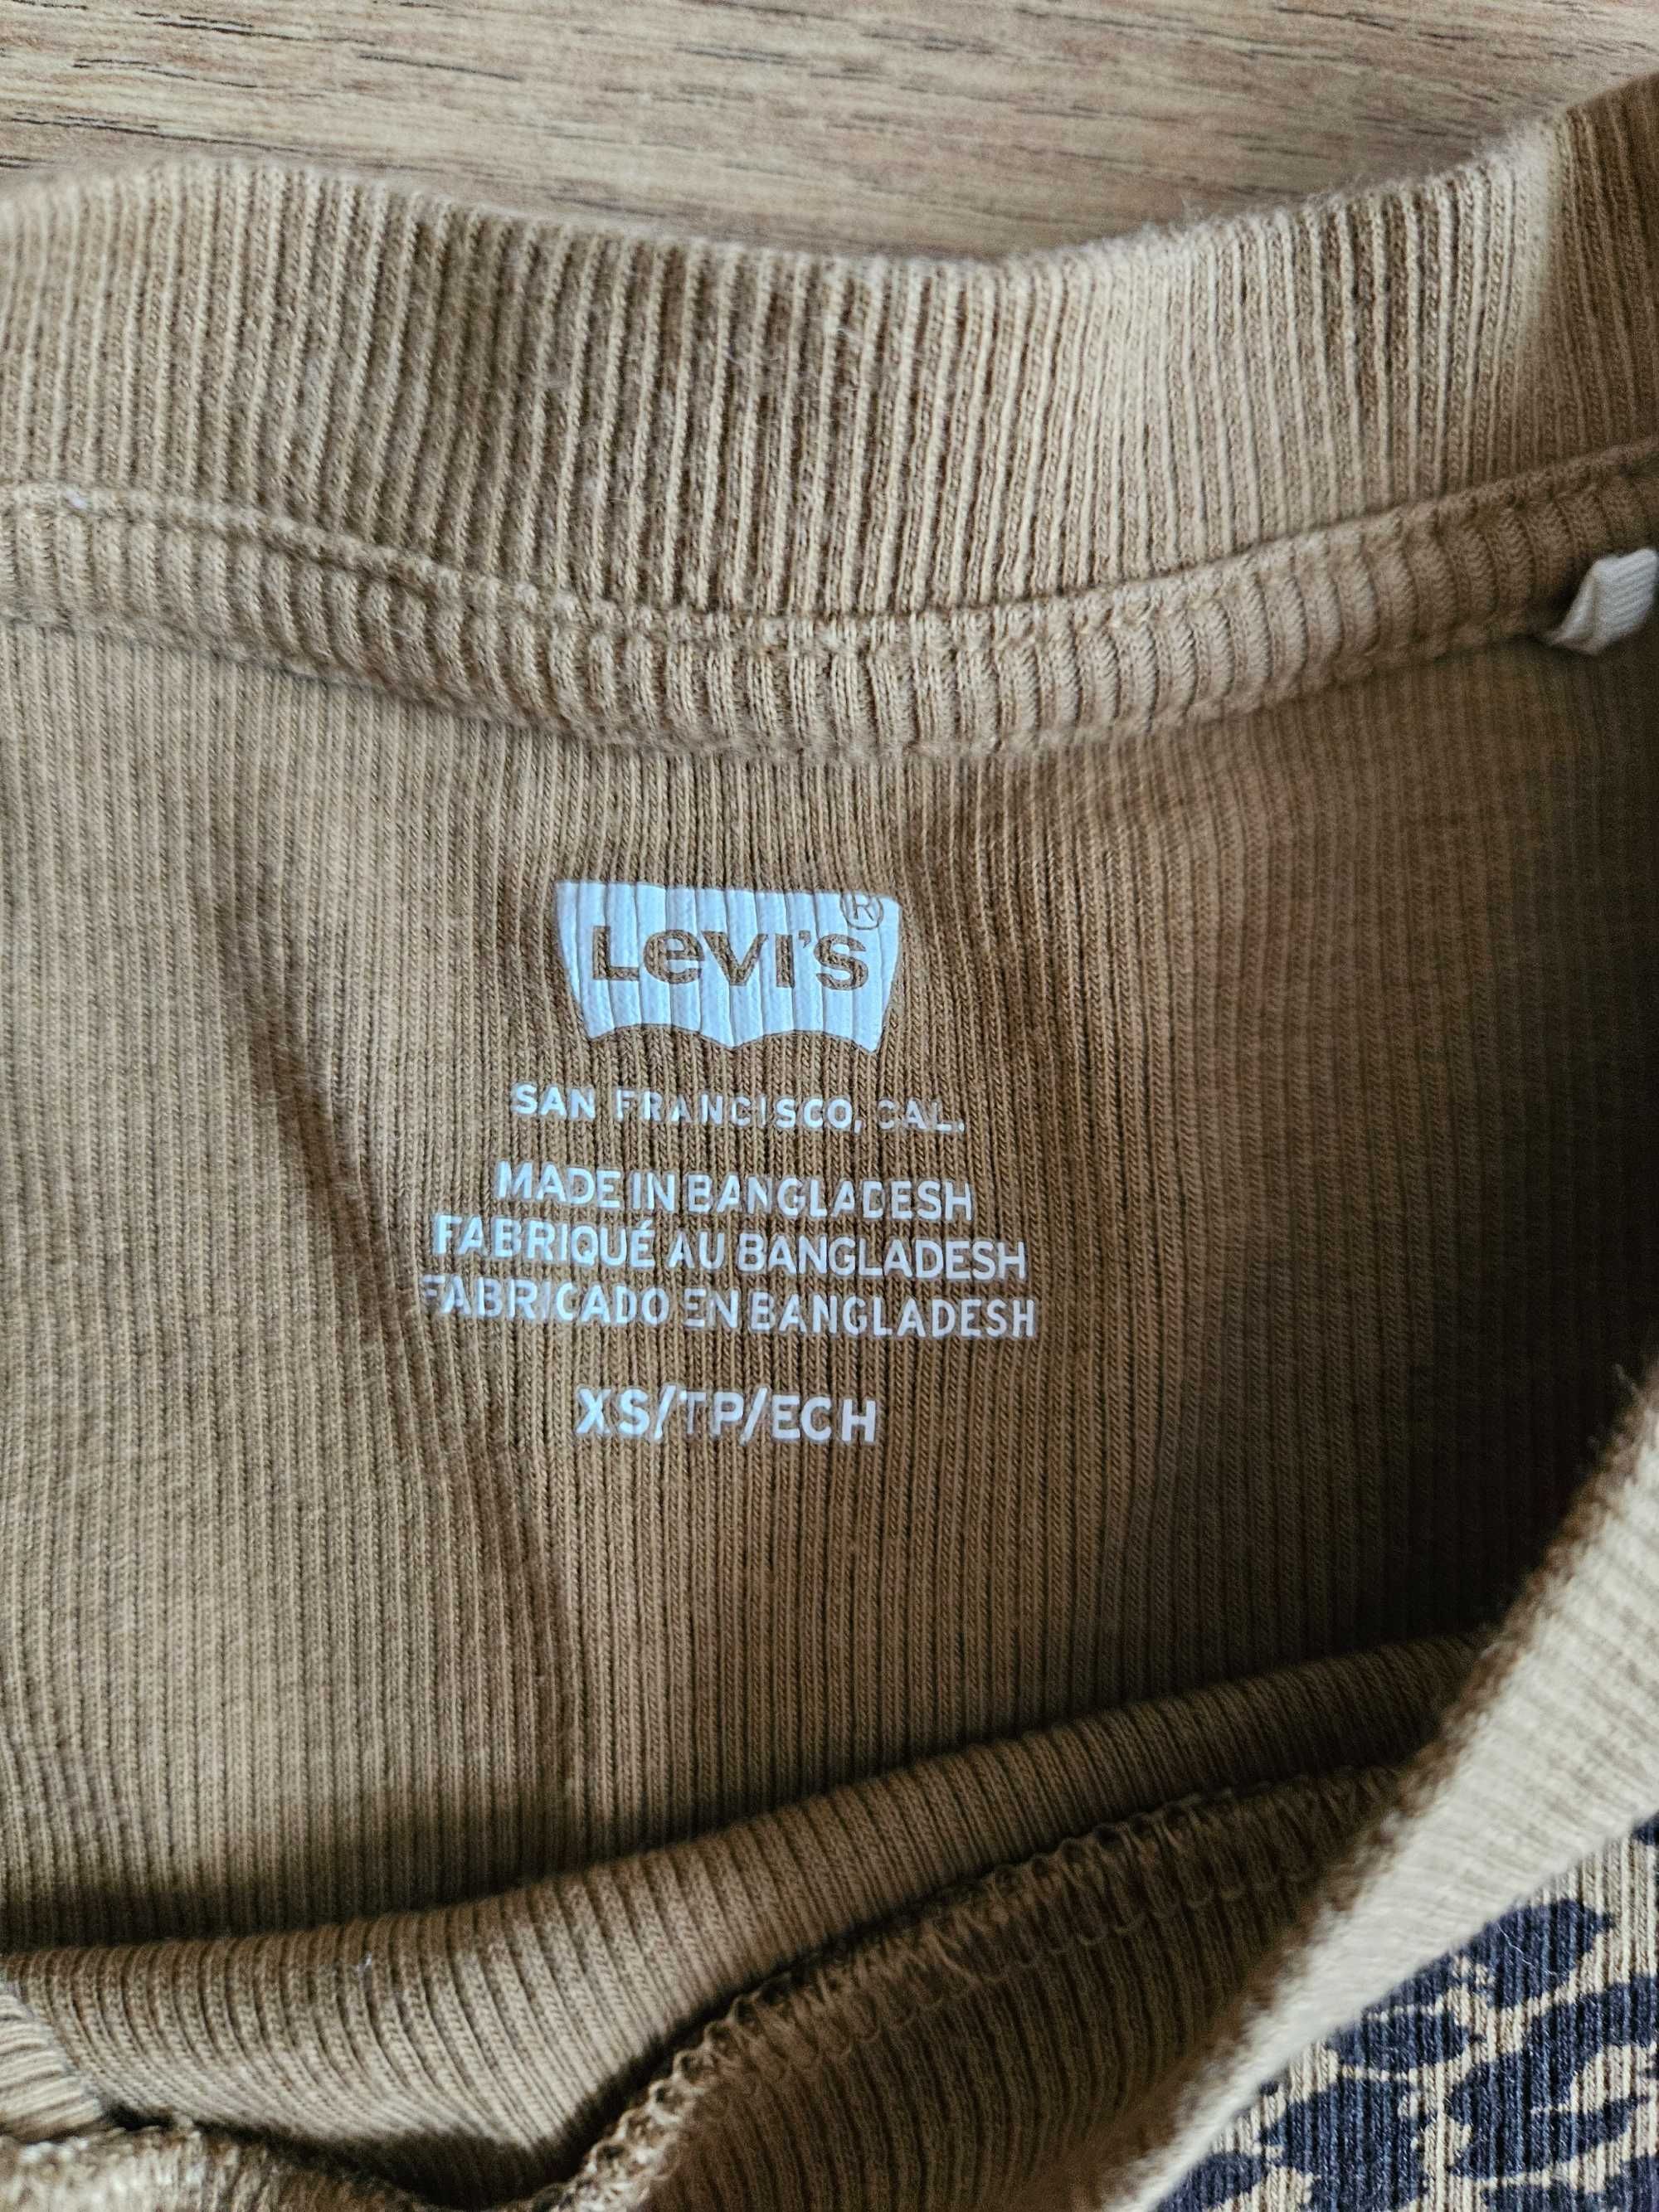 Levi's®
SAN FRANCISCO, CAL.
MADE IN BANGLADESH
FABRIQUÉ AU BANGLADESH
FABRICADO EN BANGLADESH
XS/TP/ECH